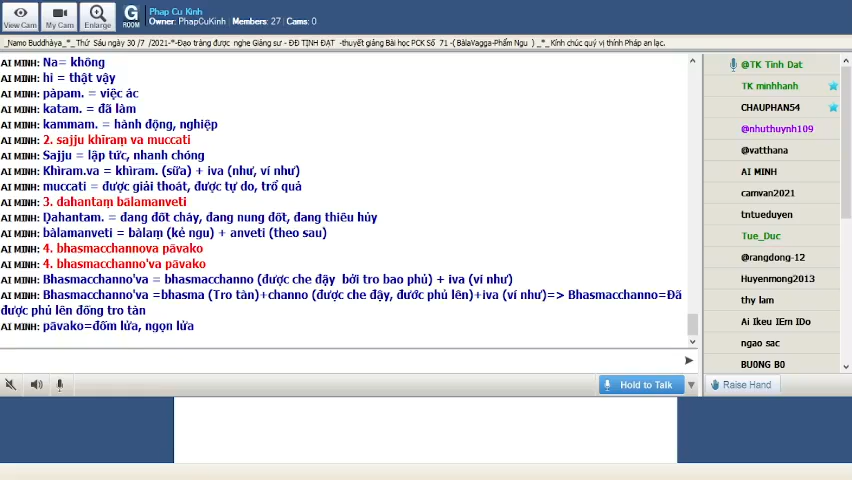 Phap Cu Kinh
Owner: PhapCuKinh | Members: 27 | Cams: 0
View Cam
My Cam
Enlarge
G
ROOM
_Namo Buddhàya_*_ Thứ Sáu ngày 30 /7 /2021-*-Đạo tràng được nghe Giảng sư - ĐĐ TỊNH ĐẠT -thuyết giảng Bài học PCK Số 71 -( BàlaVagga-Phẩm Ngu ) _*_ Kính chúc quý vị thính Pháp an lạc.
AI MINH: Na= không
AI MINH: hi = thật vậy
AI MINH: pàpam. = việc ác
AI MINH: katam. = đã làm
AI MINH: kammam. = hành động, nghiệp
AI MINH: 2. sajju khīraṃ va muccati
AI MINH: Sajju = lặp tức, nhanh chóng
AI MINH: Khìram.va = khìram. (sữa) + iva (như, ví như)
AI MINH: muccati = được giải thoát, được tự do, trổ quả
AI MINH: 3. ḍahantaṃ bālamanveti
AI MINH: Ḍahantam. = đang đốt cháy, đang nung đốt, đang thiêu hủy
AI MINH: bàlamanveti = bàlaṃ (kẻ ngu) + anveti (theo sau)
AI MINH: 4. bhasmacchannova pāvako
AI MINH: 4. bhasmacchanno'va pāvako
AI MINH: Bhasmacchanno'va = bhasmacchanno (được che đậy bởi tro bao phủ) + iva (ví như)
AI MINH: Bhasmacchanno'va =bhasma (Tro tàn)+channo (được che đậy, đước phủ lên)+iva (ví như)=> Bhasmacchanno=Đã
được phủ lên đống tro tàn
AI MINH: pāvako=đốm lửa, ngọn lửa
@TK Tinh Dat
TK minhhanh
CHAUPHAN54
@nhuthuynh109
@vatthana
AI MINH
camvan2021
tntueduyen
Tue_Duc
@rangdong-12
Huyenmong2013
thy lam
Ai Ikeu IEm IDo
ngao sac
BUONG BO
Hold to Talk
Raise Hand